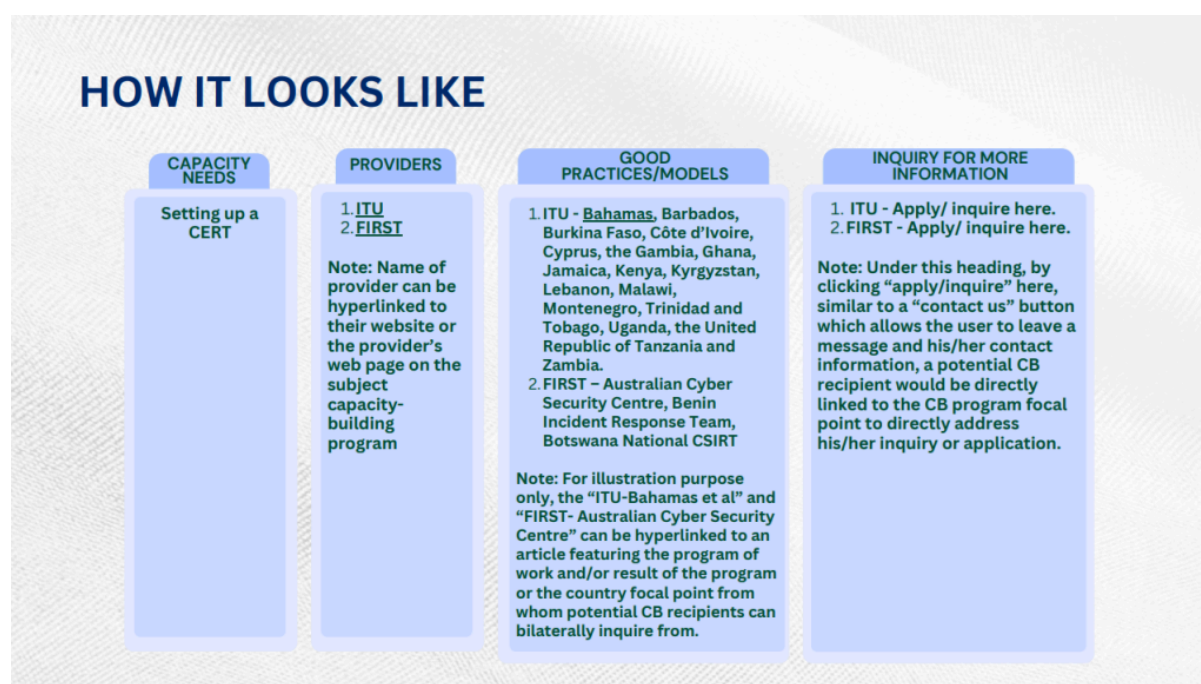 HOW IT LOOKS LIKE
CAPACITY
NEEDS
Setting up a
CERT
PROVIDERS
1. ITU
2. FIRST
Note: Name of
provider can be
hyperlinked to
their website or
the provider's
web page on the
subject
capacity-
building
program
GOOD
PRACTICES/MODELS
1. ITU - Bahamas, Barbados,
Burkina Faso, Côte d'Ivoire,
Cyprus, the Gambia, Ghana,
Jamaica, Kenya, Kyrgyzstan,
Lebanon, Malawi,
Montenegro, Trinidad and
Tobago, Uganda, the United
Republic of Tanzania and
Zambia.
2. FIRST – Australian Cyber
Security Centre, Benin
Incident Response Team,
Botswana National CSIRT
Note: For illustration purpose
only, the “ITU-Bahamas et al” and
“FIRST- Australian Cyber Security
Centre” can be hyperlinked to an
article featuring the program of
work and/or result of the program
or the country focal point from
whom potential CB recipients can
bilaterally inquire from.
INQUIRY FOR MORE
INFORMATION
1. ITU - Apply/ inquire here.
2. FIRST - Apply/ inquire here.
Note: Under this heading, by
clicking “apply/inquire” here,
similar to a “contact us” button
which allows the user to leave a
message and his/her contact
information, a potential CB
recipient would be directly
linked to the CB program focal
point to directly address
his/her inquiry or application.